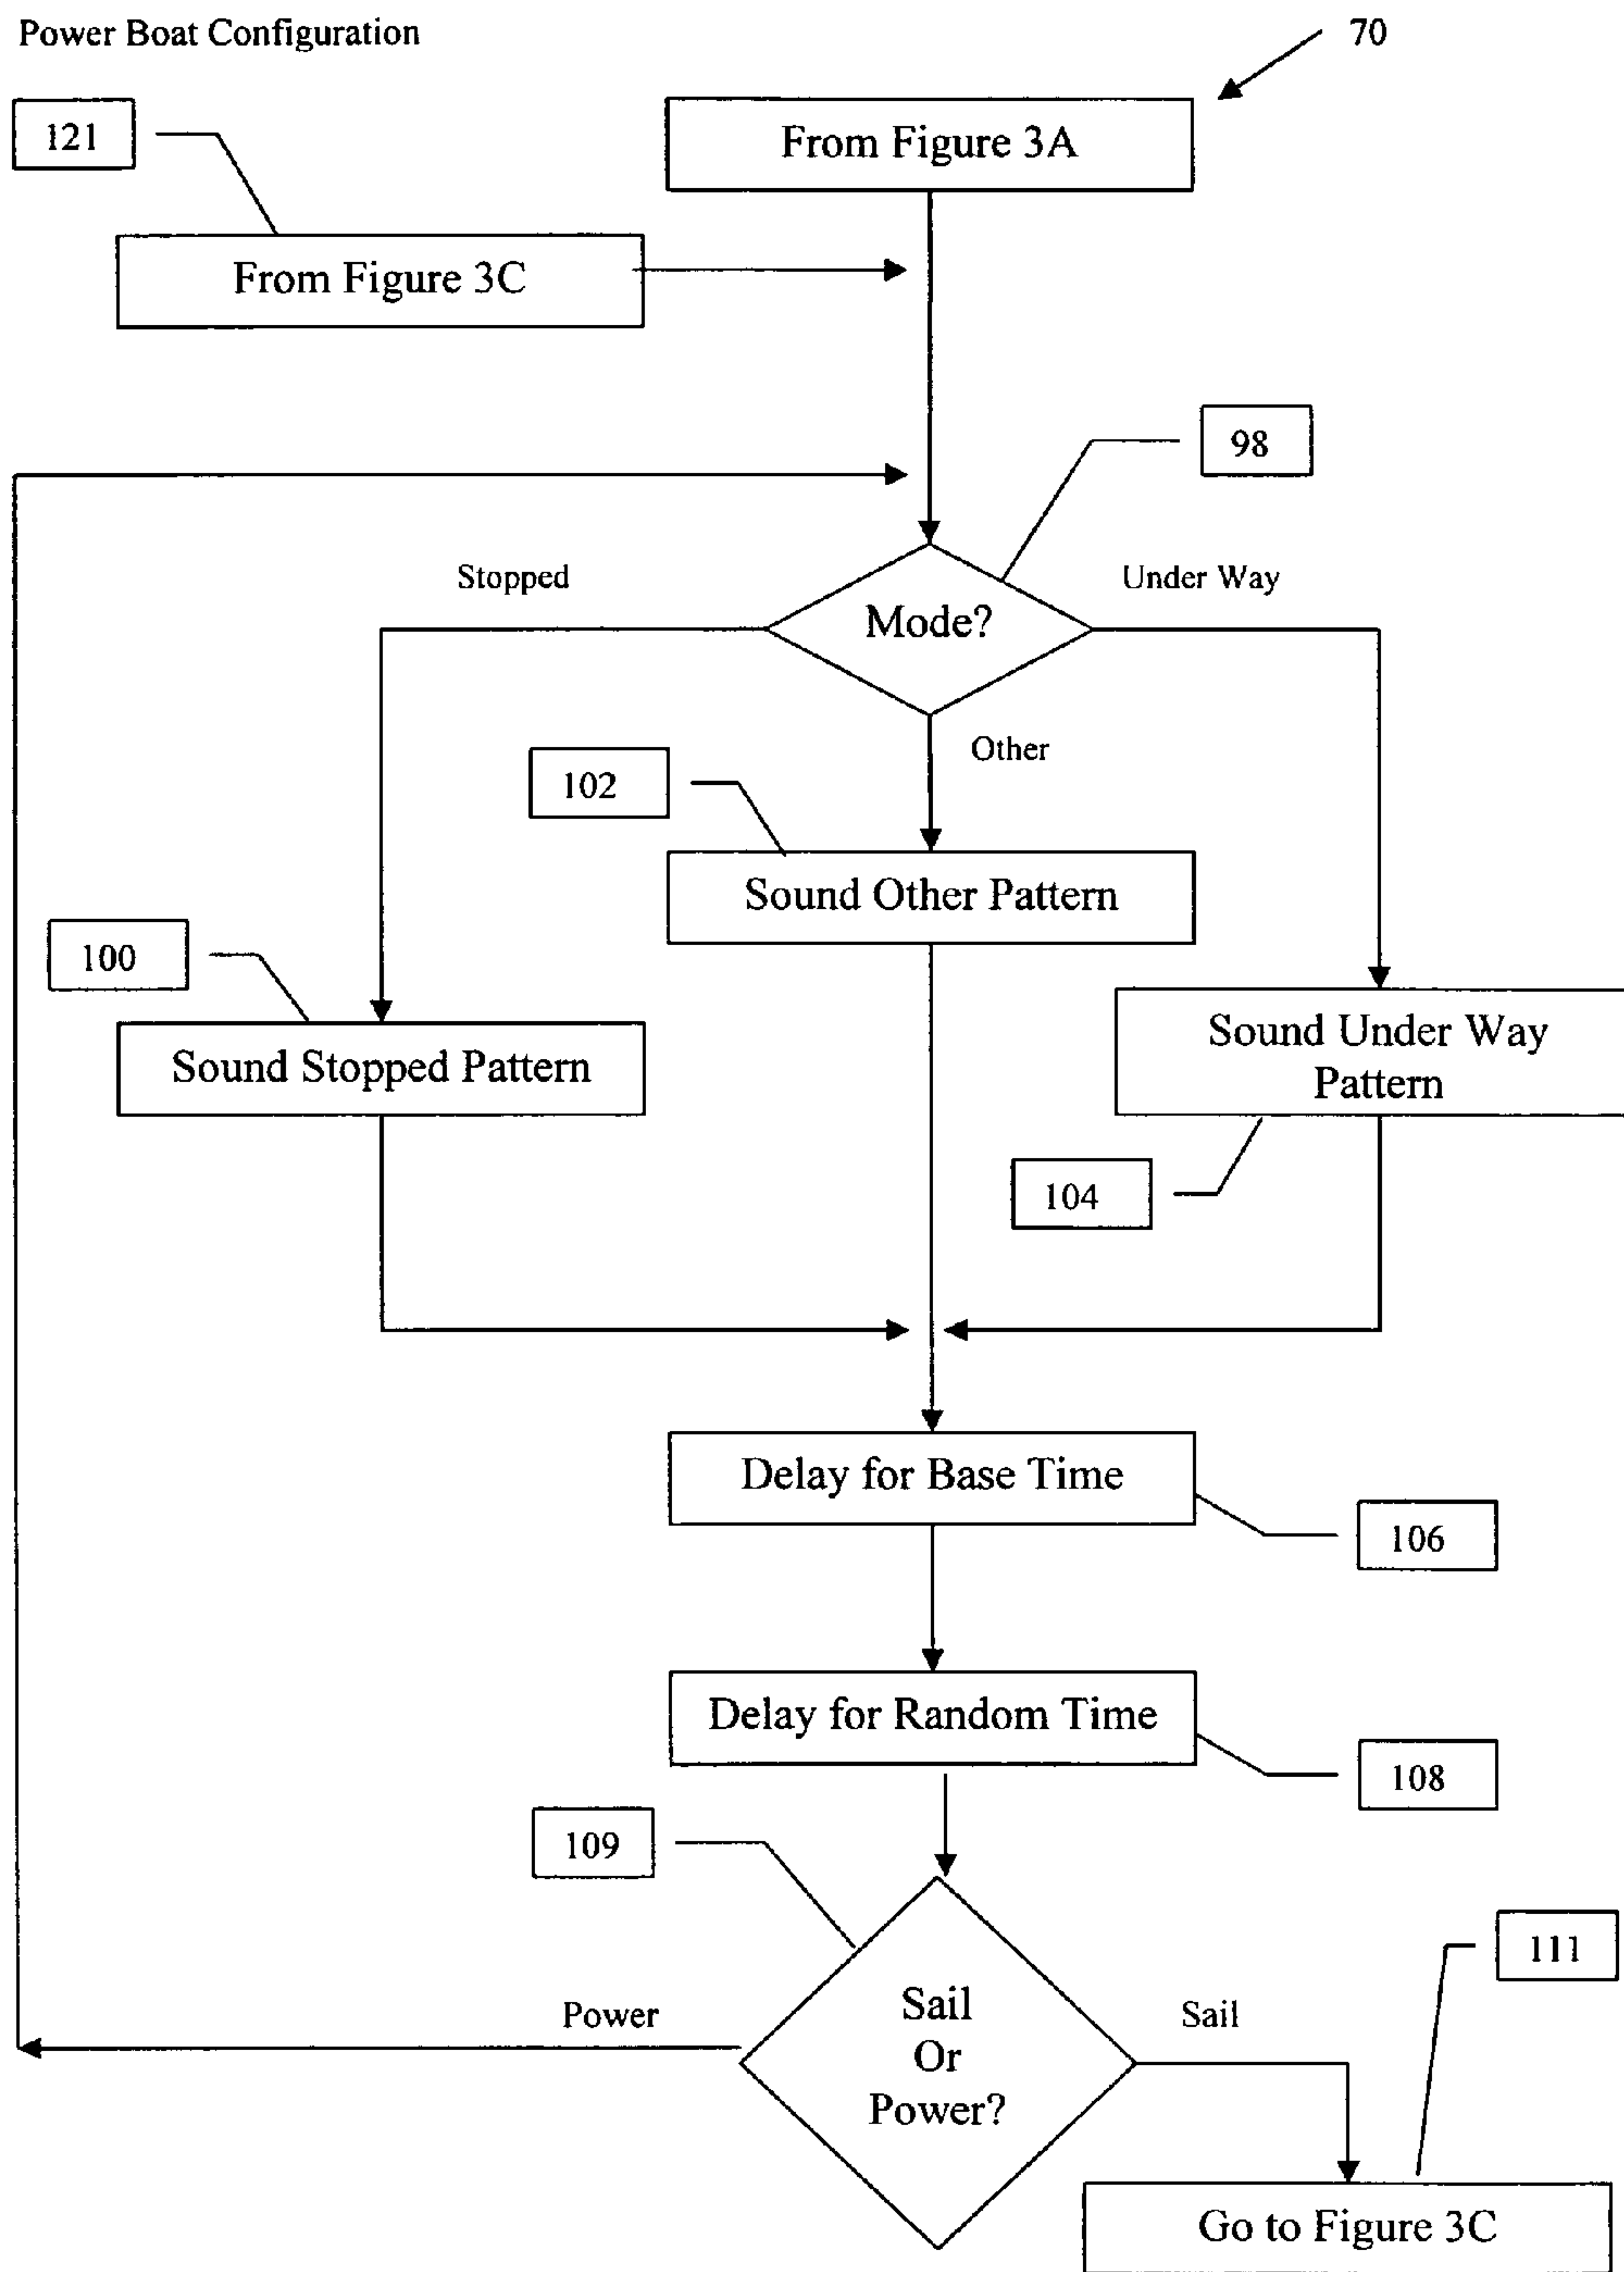 Power Boat Configuration
70
121
From Figure 3A
From Figure 3C
98
Stopped
Under Way
Mode?
Other
102
Sound Other Pattern
100
Sound Under Way
Pattern
Sound Stopped Pattern
104
Delay for Base Time
106
Delay for Random Time
108
109
111
Sail
Or
Power?
Power
Sail
Go to Figure 3C